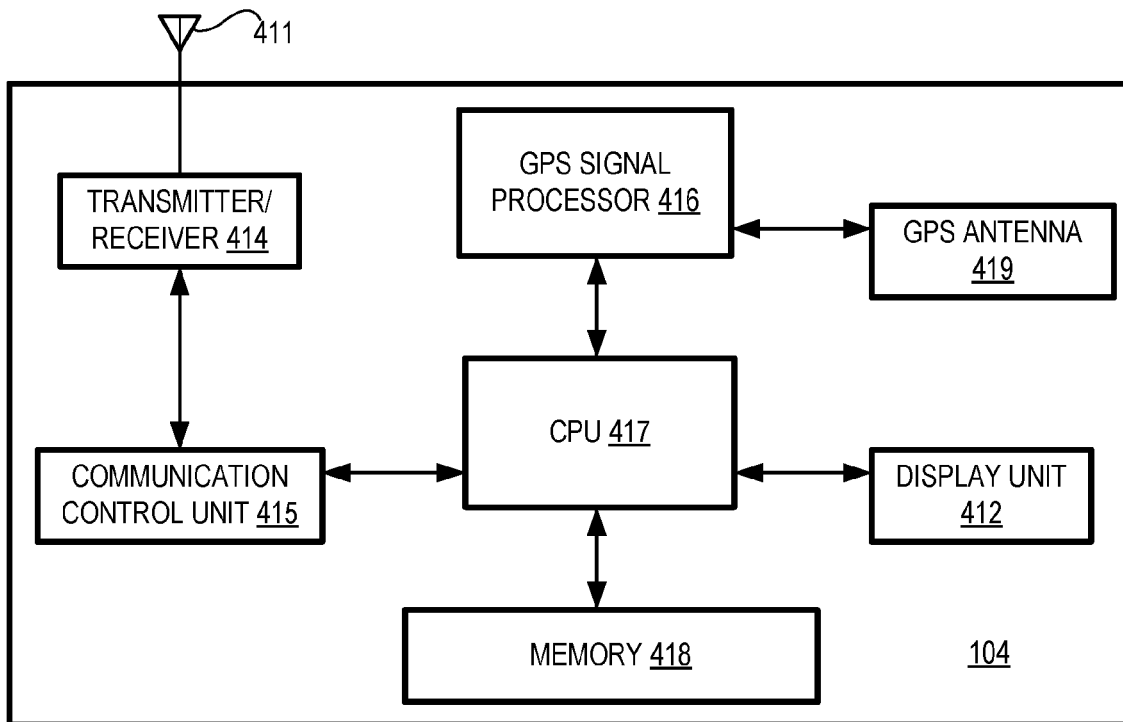 411
GPS SIGNAL
PROCESSOR 416
TRANSMITTER/
RECEIVER 414
GPS ANTENNA
419
CPU 417
COMMUNICATION
CONTROL UNIT 415
DISPLAY UNIT
412
MEMORY 418
104